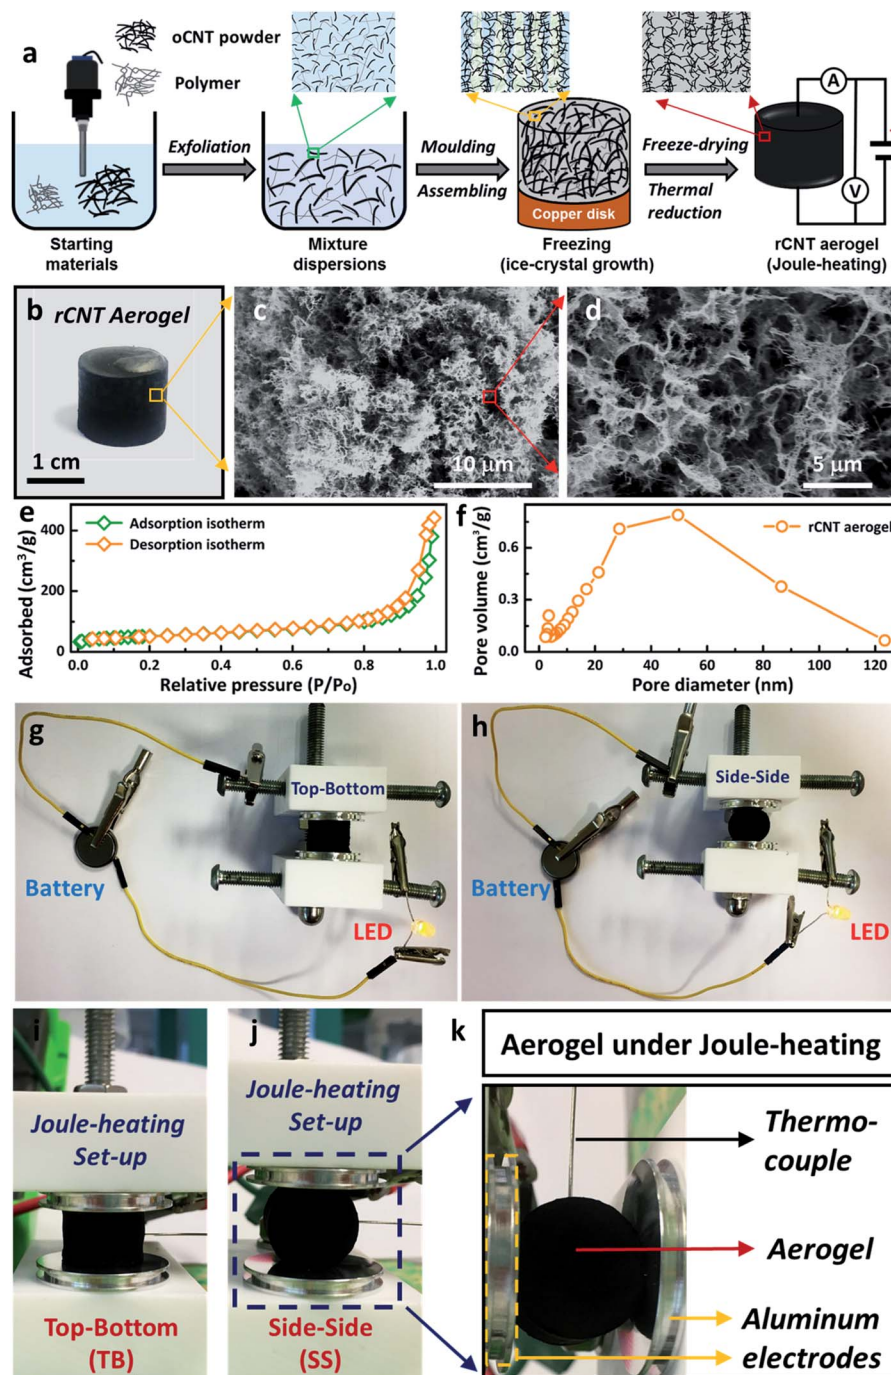 a
oCNT powder
Polymer
Exfoliation
Moulding
Assembling
Freeze-drying
Thermal
reduction
A
V
Copper disk
Starting
materials
Mixture
dispersions
Freezing
(ice-crystal growth)
rCNT aerogel
(Joule-heating)
b
rCNT Aerogel
1 cm
c
10 μm
d
5 μm
e
Adsorption isotherm
Desorption isotherm
Adsorbed (cm³/g)
400
200
0
0.0 0.2 0.4 0.6 0.8 1.0
Relative pressure (P/Po)
f
rCNT aerogel
Pore volume (cm³/g)
0.6
0.3
0.0
0 20 40 60 80 100 120
Pore diameter (nm)
g
Top-Bottom
Battery
LED
h
Side-Side
Battery
LED
i
Joule-heating
Set-up
Top-Bottom
(TB)
j
Joule-heating
Set-up
Side-Side
(SS)
k
Aerogel under Joule-heating
Thermo-
couple
Aerogel
Aluminum
electrodes